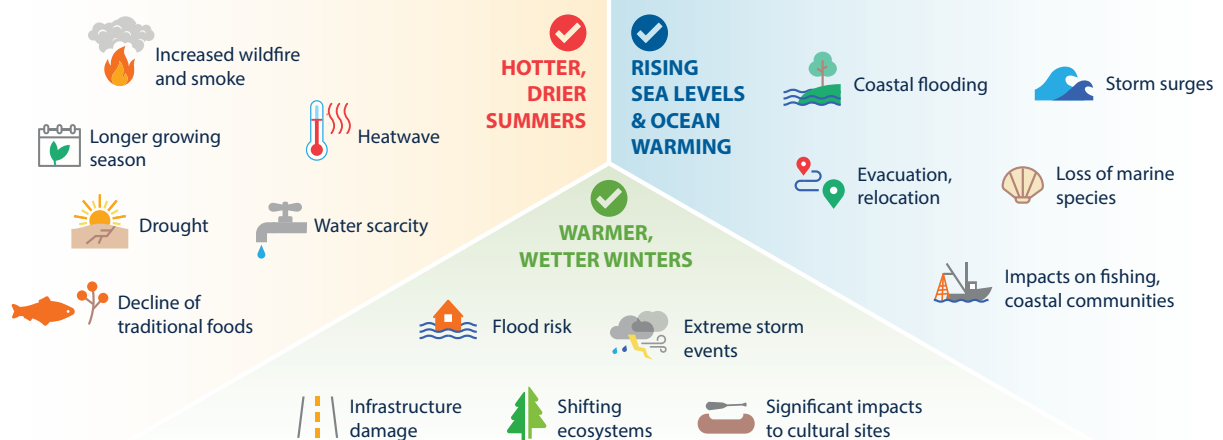 HOTTER,
DRIER
SUMMERS
Increased wildfire
and smoke
Longer growing
season
Heatwave
Drought
Water scarcity
Decline of
traditional foods
RISING
SEA LEVELS
& OCEAN
WARMING
Coastal flooding
Storm surges
Evacuation,
relocation
Loss of marine
species
Impacts on fishing,
coastal communities
WARMER,
WETTER WINTERS
Flood risk
Extreme storm
events
Infrastructure
damage
Shifting
ecosystems
Significant impacts
to cultural sites